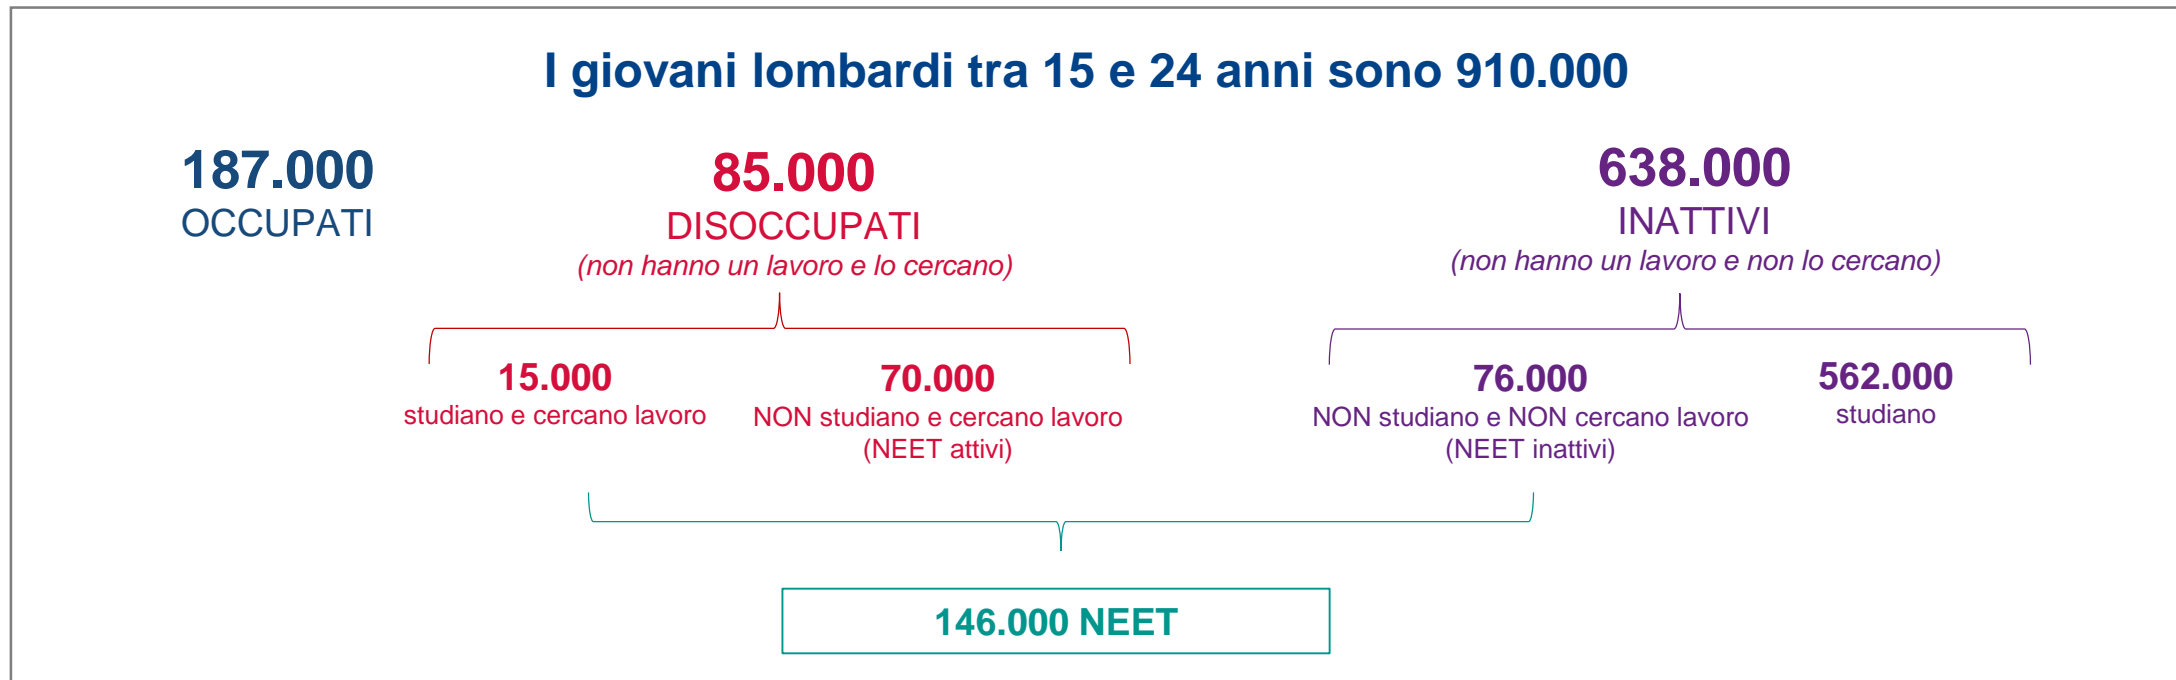 I giovani lombardi tra 15 e 24 anni sono 910.000
187.000
OCCUPATI
85.000
DISOCCUPATI
(non hanno un lavoro e lo cercano)
638.000
INATTIVI
(non hanno un lavoro e non lo cercano)
15.000
studiano e cercano lavoro
70.000
NON studiano e cercano lavoro
(NEET attivi)
76.000
NON studiano e NON cercano lavoro
(NEET inattivi)
562.000
studiano
146.000 NEET